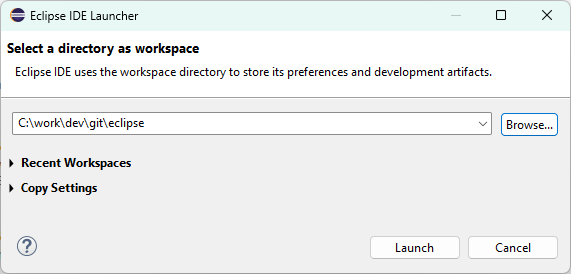 Eclipse IDE Launcher
Select a directory as workspace
Eclipse IDE uses the workspace directory to store its preferences and development artifacts.
C:\work\dev\git\eclipse
Browse...
Recent Workspaces
Copy Settings
?
Launch
Cancel